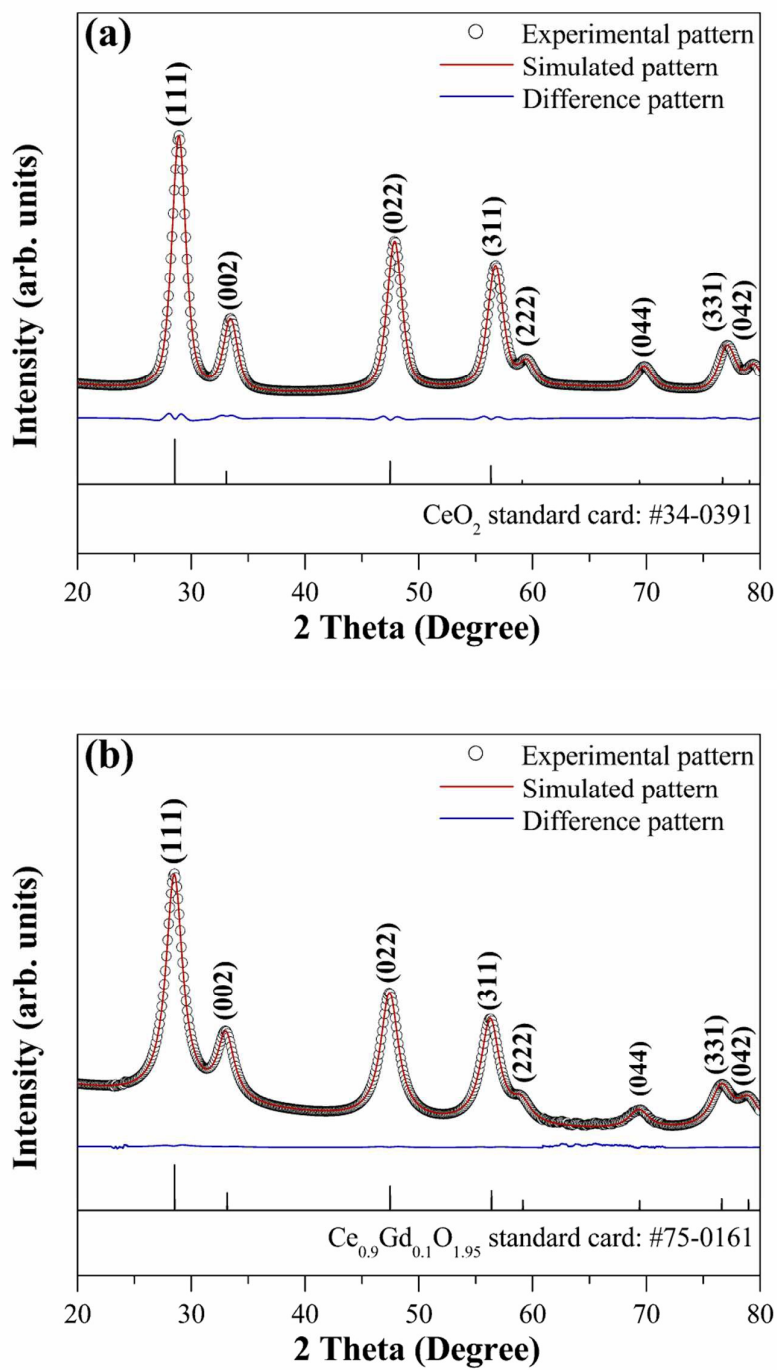 (a)
Experimental pattern
Simulated pattern
Difference pattern
(111)
(002)
(022)
(311)
(222)
(044)
(331)
(042)
Intensity (arb. units)
CeO2 standard card: #34-0391
20 30 40 50 60 70 80
2 Theta (Degree)
(b)
Experimental pattern
Simulated pattern
Difference pattern
(111)
(002)
(022)
(311)
(222)
(044)
(331)
(042)
Intensity (arb. units)
Ce0.9Gd0.1O1.95 standard card: #75-0161
20 30 40 50 60 70 80
2 Theta (Degree)